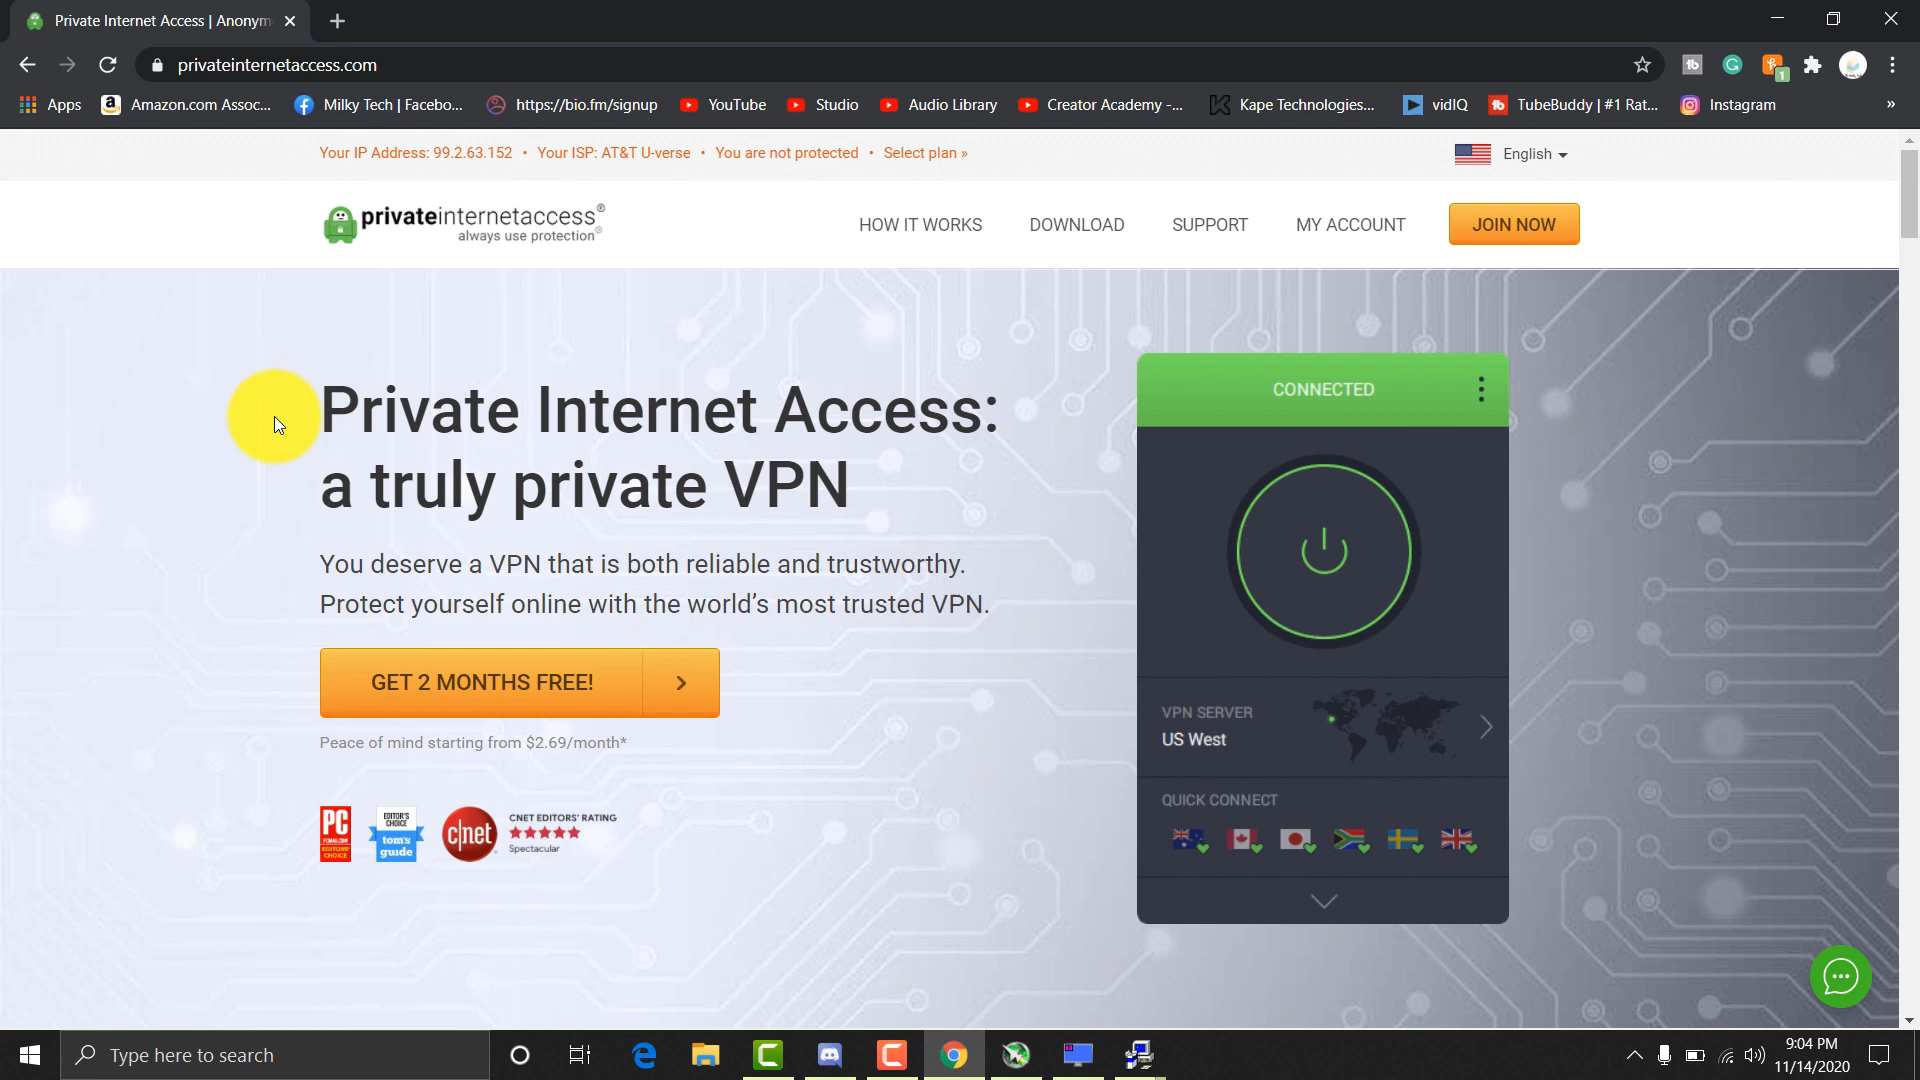 Private Internet Access | Anonym
privateinternetaccess.com
1
Apps
Amazon.com Assoc...
Milky Tech | Facebo...
https://bio.fm/signup
YouTube
Studio
Audio Library
Creator Academy -...
Kape Technologies...
vidIQ
TubeBuddy | #1 Rat...
Instagram
»
Your IP Address: 99.2.63.152 • Your ISP: AT&T U-verse • You are not protected • Select plan »
English
privateinternetaccess®
always use protection
HOW IT WORKS
DOWNLOAD
SUPPORT
MY ACCOUNT
JOIN NOW
Private Internet Access:
a truly private VPN
You deserve a VPN that is both reliable and trustworthy.
Protect yourself online with the world's most trusted VPN.
GET 2 MONTHS FREE!
Peace of mind starting from $2.69/month*
PC
EDITORS' CHOICE
EDITOR'S
CHOICE
tom's
guide
c|net
CNET EDITORS' RATING
Spectacular
CONNECTED
VPN SERVER
US West
QUICK CONNECT
Type here to search
9:04 PM
11/14/2020